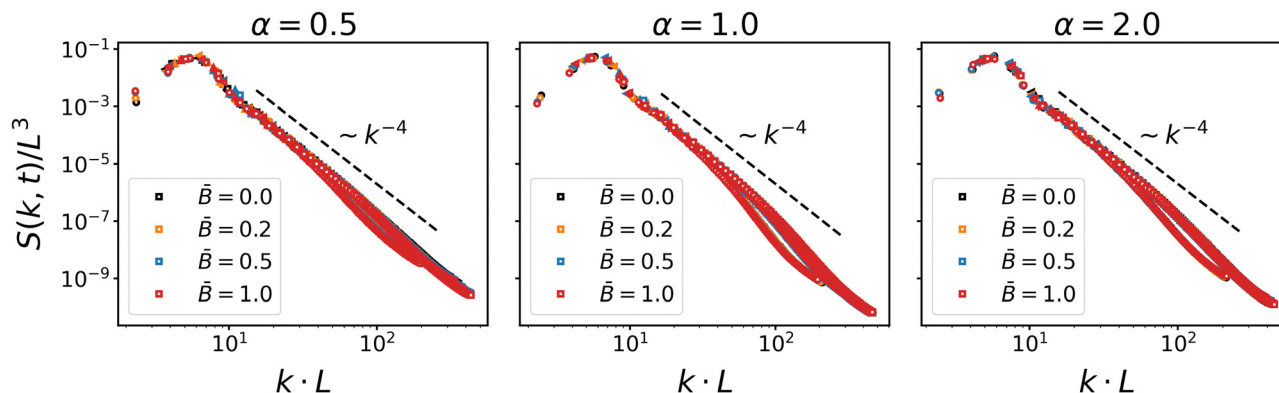 α = 0.5
α = 1.0
α = 2.0
S(k, t)/L³
10⁻¹
10⁻³
10⁻⁵
10⁻⁷
10⁻⁹
~ k⁻⁴
B̄ = 0.0
B̄ = 0.2
B̄ = 0.5
B̄ = 1.0
~ k⁻⁴
B̄ = 0.0
B̄ = 0.2
B̄ = 0.5
B̄ = 1.0
~ k⁻⁴
B̄ = 0.0
B̄ = 0.2
B̄ = 0.5
B̄ = 1.0
10¹ 10²
10¹ 10²
10¹ 10²
k · L
k · L
k · L